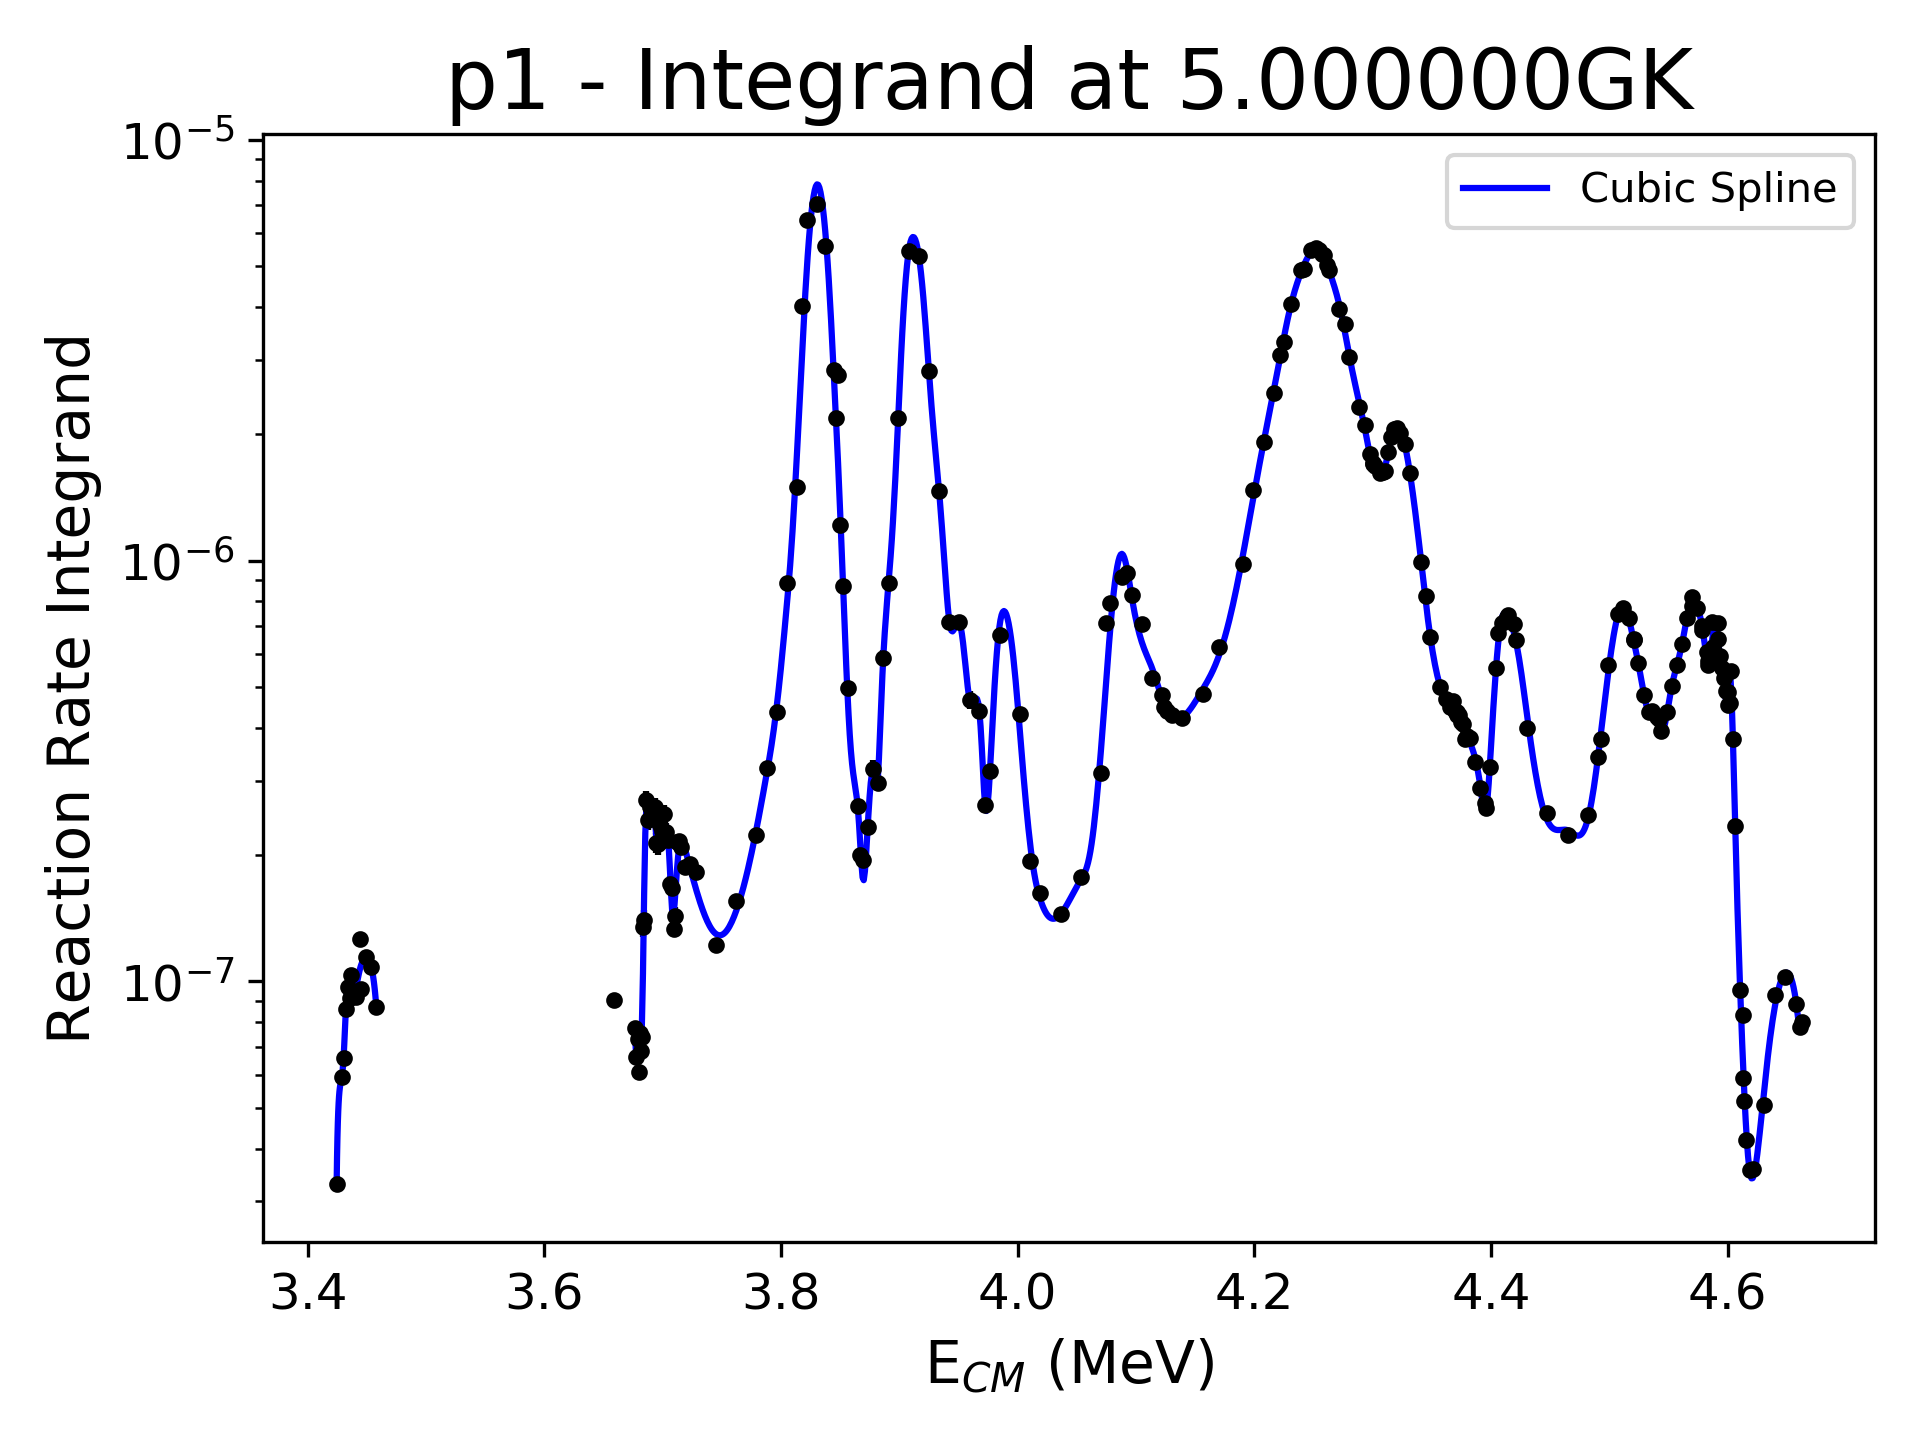 p1 - Integrand at 5.000000GK
Cubic Spline
Reaction Rate Integrand
10⁻⁵
10⁻⁶
10⁻⁷
3.4 3.6 3.8 4.0 4.2 4.4 4.6
E_CM (MeV)